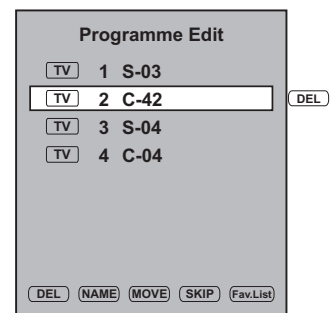 Programme Edit
TV 1 S-03
TV 2 C-42 DEL
TV 3 S-04
TV 4 C-04
DEL NAME MOVE SKIP Fav.List